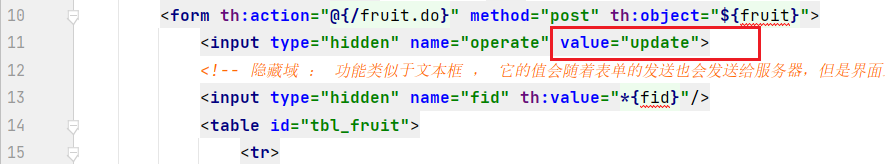 10 <form th:action="@{/fruit.do}" method="post" th:object="${fruit}">
11 <input type="hidden" name="operate" value="update">
12 <!-- 隐藏域 ： 功能类似于文本框 ， 它的值会随着表单的发送也会发送给服务器，但是界面
13 <input type="hidden" name="fid" th:value="*{fid}"/>
14 <table id="tbl_fruit">
15 <tr>